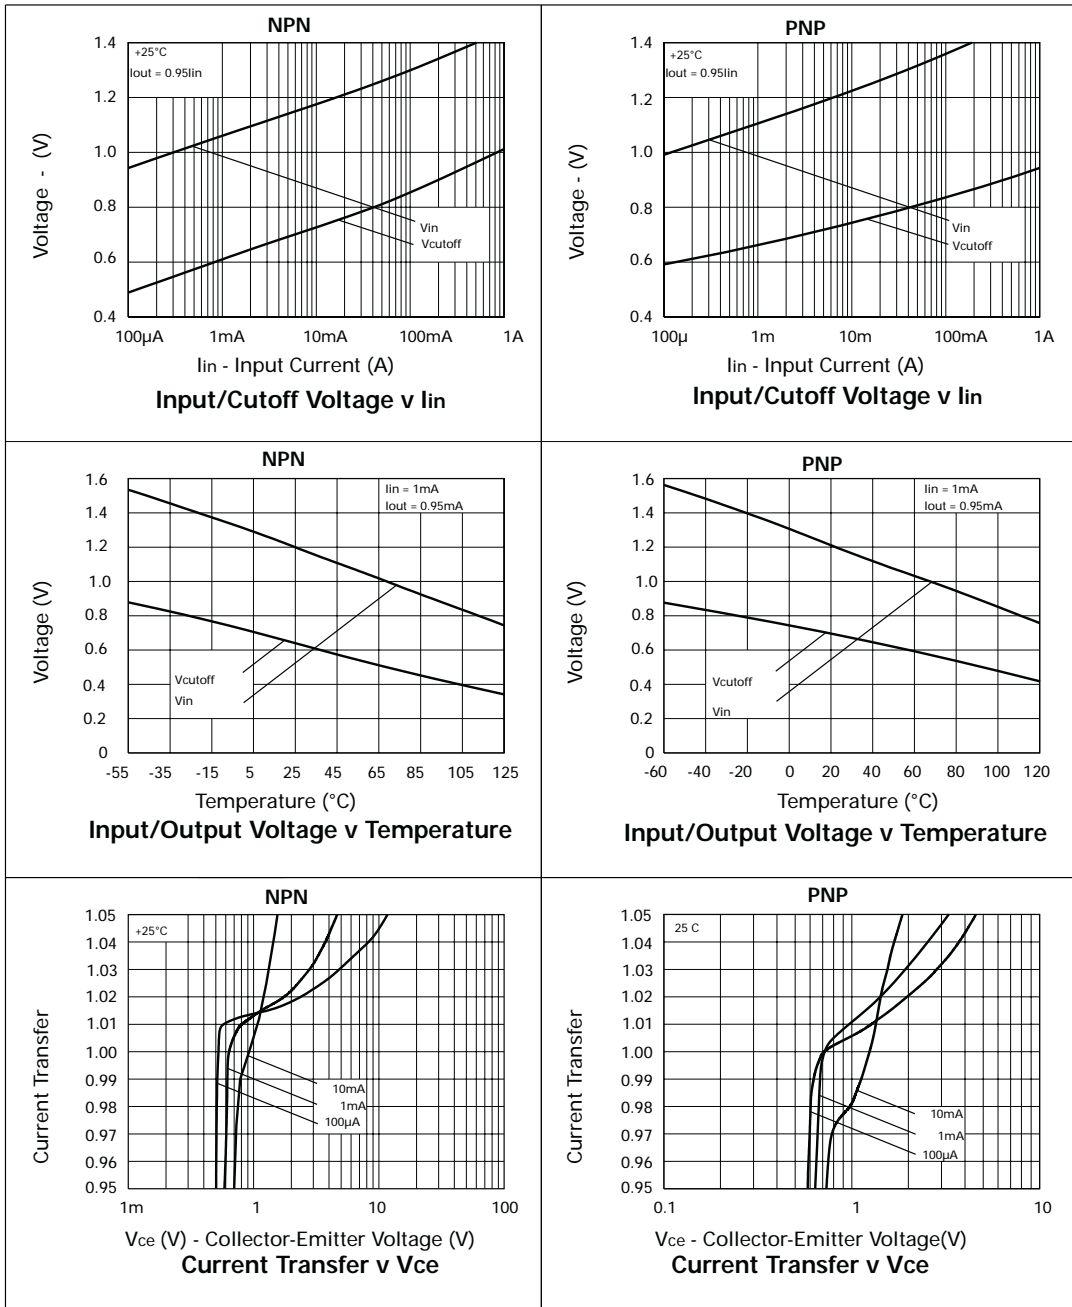 NPN
1.4
1.2
1.0
0.8
0.6
0.4
+25°C
Iout = 0.95Iin
Vin
Vcutoff
Voltage - (V)
100µA 1mA 10mA 100mA 1A
Iin - Input Current (A)
Input/Cutoff Voltage v Iin
PNP
1.4
1.2
1.0
0.8
0.6
0.4
+25°C
Iout = 0.95Iin
Vin
Vcutoff
Voltage - (V)
100µ 1m 10m 100mA 1A
Iin - Input Current (A)
Input/Cutoff Voltage v Iin
NPN
1.6
1.4
1.2
1.0
0.8
0.6
0.4
0.2
0
Iin = 1mA
Iout = 0.95mA
Vcutoff
Vin
Voltage (V)
-55 -35 -15 5 25 45 65 85 105 125
Temperature (°C)
Input/Output Voltage v Temperature
PNP
1.6
1.4
1.2
1.0
0.8
0.6
0.4
0.2
0
Iin = 1mA
Iout = 0.95mA
Vcutoff
Vin
Voltage (V)
-60 -40 -20 0 20 40 60 80 100 120
Temperature (°C)
Input/Output Voltage v Temperature
NPN
1.05
1.04
1.03
1.02
1.01
1.00
0.99
0.98
0.97
0.96
0.95
+25°C
10mA
1mA
100µA
Current Transfer
1m 1 10 100
Vce (V) - Collector-Emitter Voltage (V)
Current Transfer v Vce
PNP
1.05
1.04
1.03
1.02
1.01
1.00
0.99
0.98
0.97
0.96
0.95
25 C
10mA
1mA
100µA
Current Transfer
0.1 1 10
Vce - Collector-Emitter Voltage(V)
Current Transfer v Vce